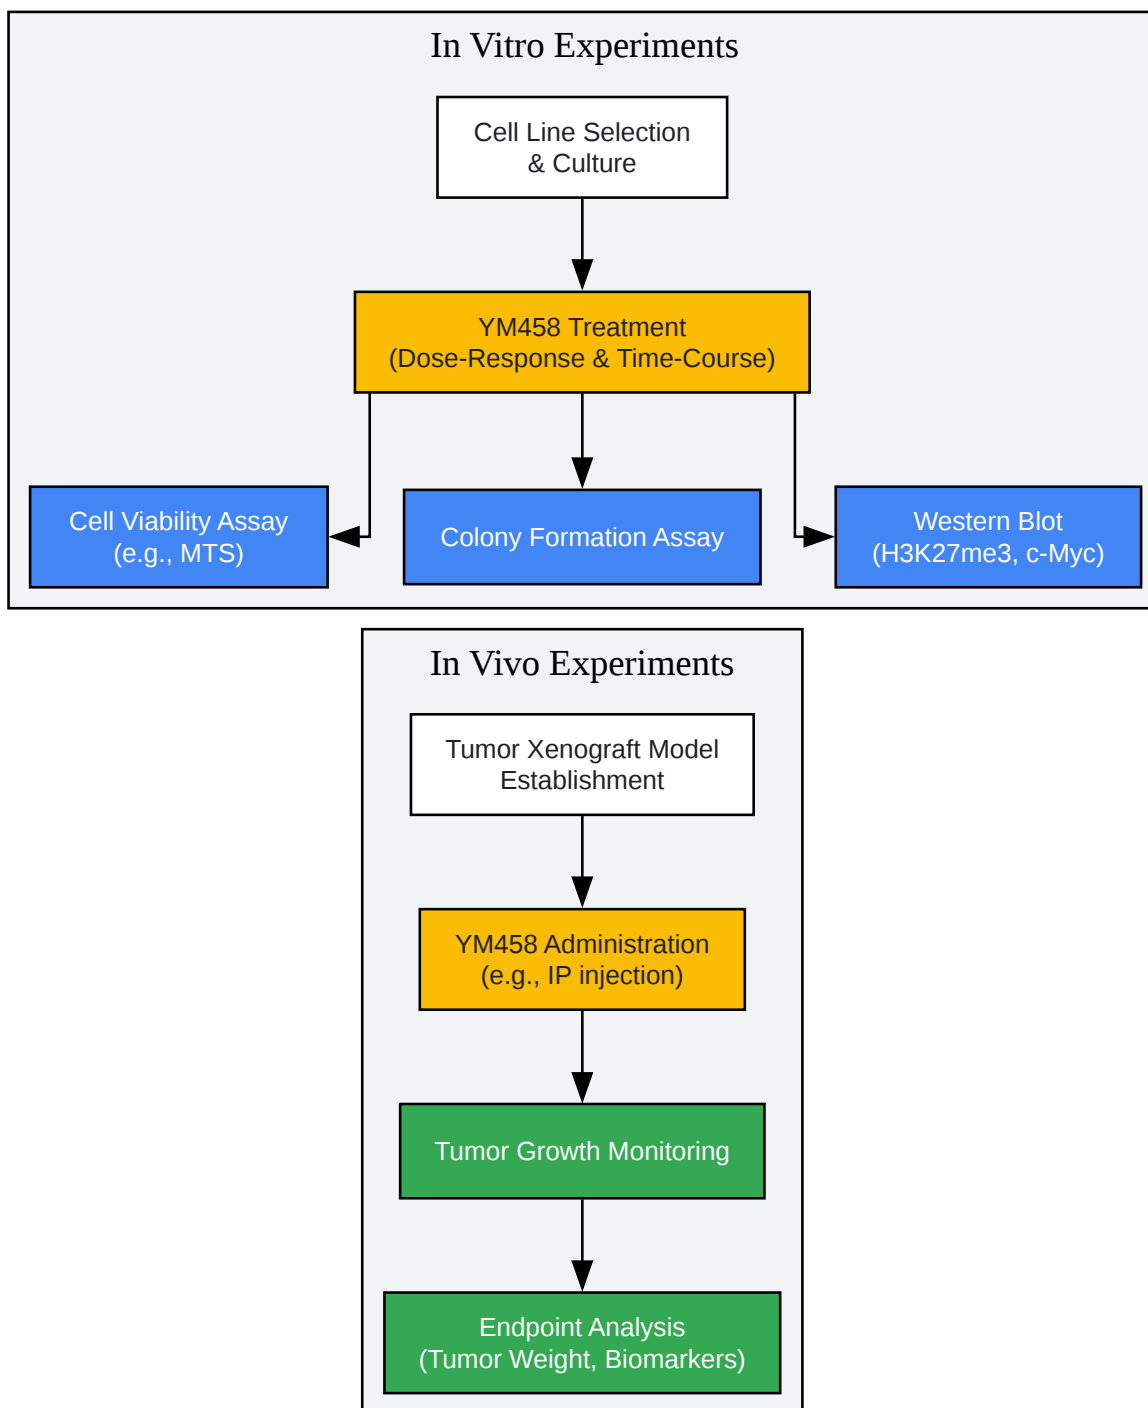 In Vitro Experiments
Cell Line Selection
& Culture
YM458 Treatment
(Dose-Response & Time-Course)
Cell Viability Assay
(e.g., MTS)
Colony Formation Assay
Western Blot
(H3K27me3, c-Myc)
In Vivo Experiments
Tumor Xenograft Model
Establishment
YM458 Administration
(e.g., IP injection)
Tumor Growth Monitoring
Endpoint Analysis
(Tumor Weight, Biomarkers)